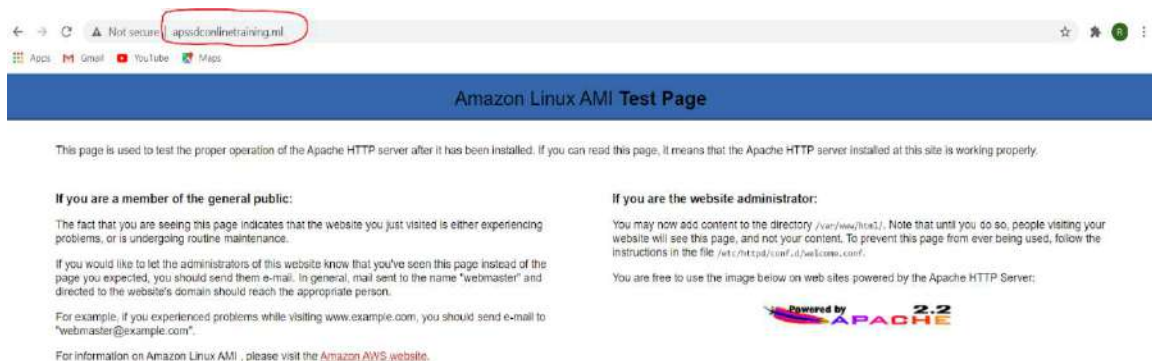 Not secure | apssdconlinetraining.ml
Apps Gmail YouTube Maps
Amazon Linux AMI Test Page
This page is used to test the proper operation of the Apache HTTP server after it has been installed. If you can read this page, it means that the Apache HTTP server installed at this site is working properly.
If you are a member of the general public:
The fact that you are seeing this page indicates that the website you just visited is either experiencing
problems, or is undergoing routine maintenance.
If you would like to let the administrators of this website know that you've seen this page instead of the
page you expected, you should send them e-mail. In general, mail sent to the name "webmaster" and
directed to the website's domain should reach the appropriate person.
For example, if you experienced problems while visiting www.example.com, you should send e-mail to
"webmaster@example.com".
For information on Amazon Linux AMI , please visit the Amazon AWS website.
If you are the website administrator:
You may now add content to the directory /var/www/html/. Note that until you do so, people visiting your
website will see this page, and not your content. To prevent this page from ever being used, follow the
instructions in the file /etc/httpd/conf.d/welcome.conf.
You are free to use the image below on web sites powered by the Apache HTTP Server:
Powered by 2.2
APACHE
R